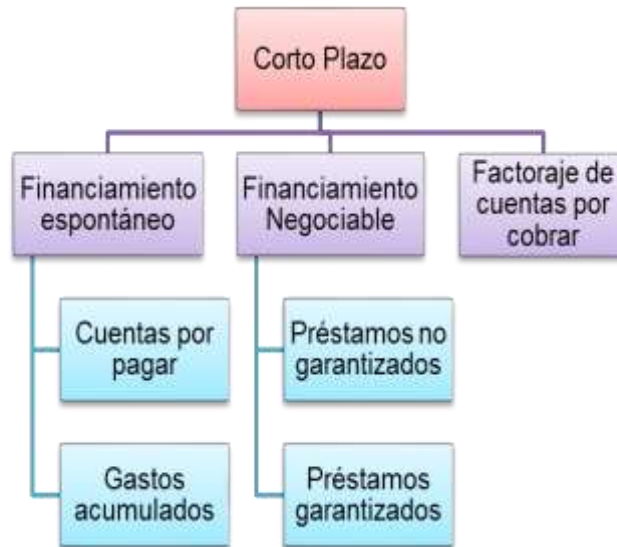 Corto Plazo
Financiamiento
espontáneo
Financiamiento
Negociable
Factoraje de
cuentas por
cobrar
Cuentas por
pagar
Préstamos no
garantizados
Gastos
acumulados
Préstamos
garantizados